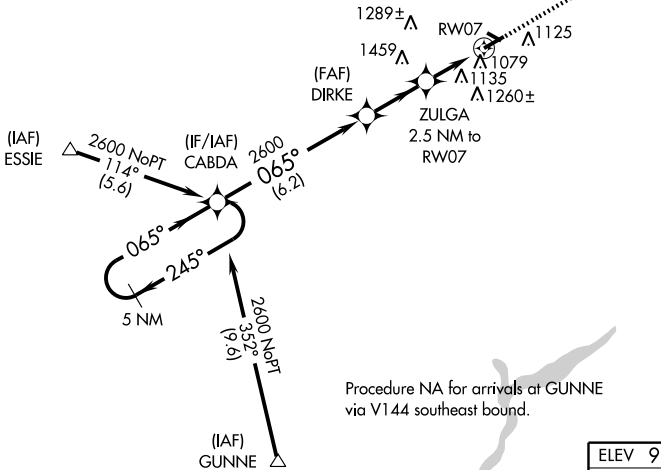 1289±
1459
RW07
1125
1079
1135
1260±
(FAF)
DIRKE
ZULGA
2.5 NM to
RW07
(IAF)
ESSIE
2600 NoPT
114°
(5.6)
(IF/IAF)
CABDA
2600
065°
(6.2)
065°
245°
5 NM
2600 NoPT
352°
(9.6)
Procedure NA for arrivals at GUNNE
via V144 southeast bound.
(IAF)
GUNNE
ELEV 9